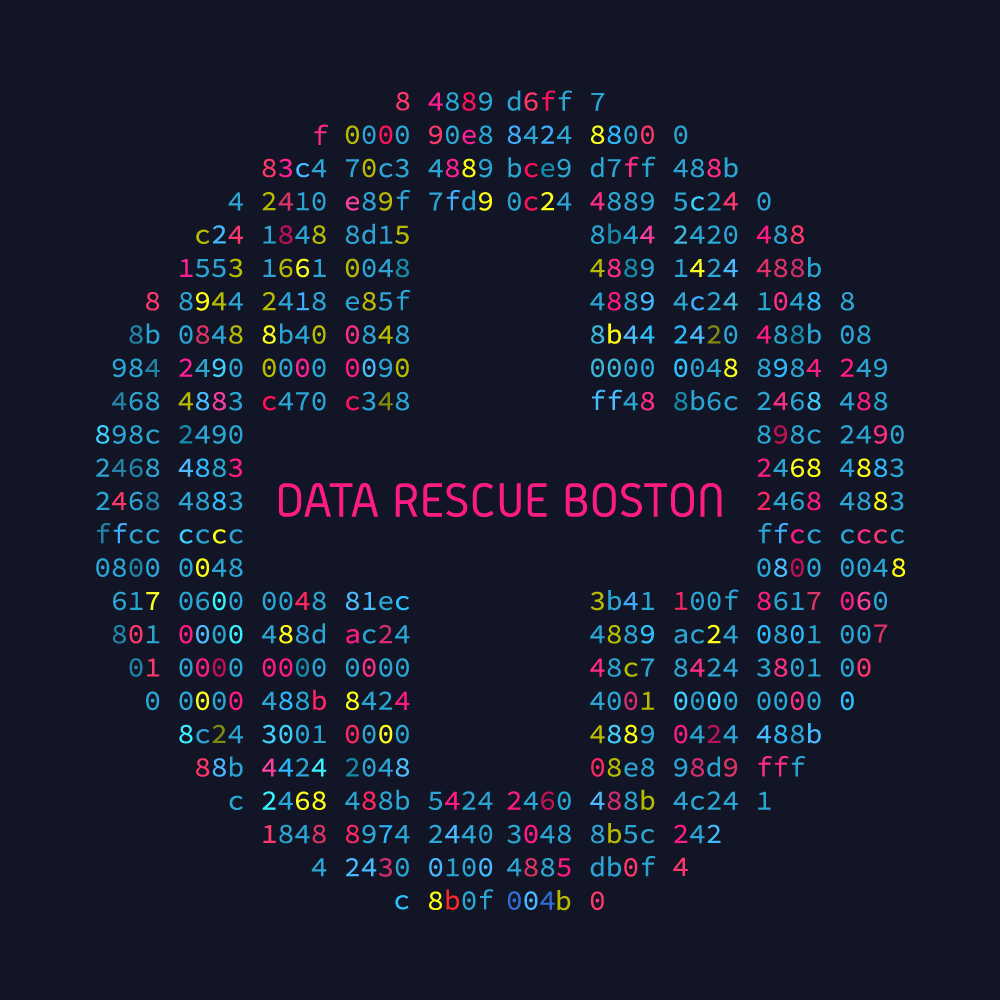 8 4889 d6ff 7
f 0000 90e8 8424 8800 0
83c4 70c3 4889 bce9 d7ff 488b
4 2410 e89f 7fd9 0c24 4889 5c24 0
c24 1848 8d15 8b44 2420 488
1553 1661 0048 4889 1424 488b
8 8944 2418 e85f 4889 4c24 1048 8
8b 0848 8b40 0848 8b44 2420 488b 08
984 2490 0000 0090 0000 0048 8984 249
468 4883 c470 c348 ff48 8b6c 2468 488
898c 2490 898c 2490
2468 4883 2468 4883
2468 4883 DATA RESCUE BOSTON 2468 4883
ffcc cccc ffcc cccc
0800 0048 0800 0048
617 0600 0048 81ec 3b41 100f 8617 060
801 0000 488d ac24 4889 ac24 0801 007
01 0000 0000 0000 48c7 8424 3801 00
0 0000 488b 8424 4001 0000 0000 0
8c24 3001 0000 4889 0424 488b
88b 4424 2048 08e8 98d9 fff
c 2468 488b 5424 2460 488b 4c24 1
1848 8974 2440 3048 8b5c 242
4 2430 0100 4885 db0f 4
c 8b0f 004b 0